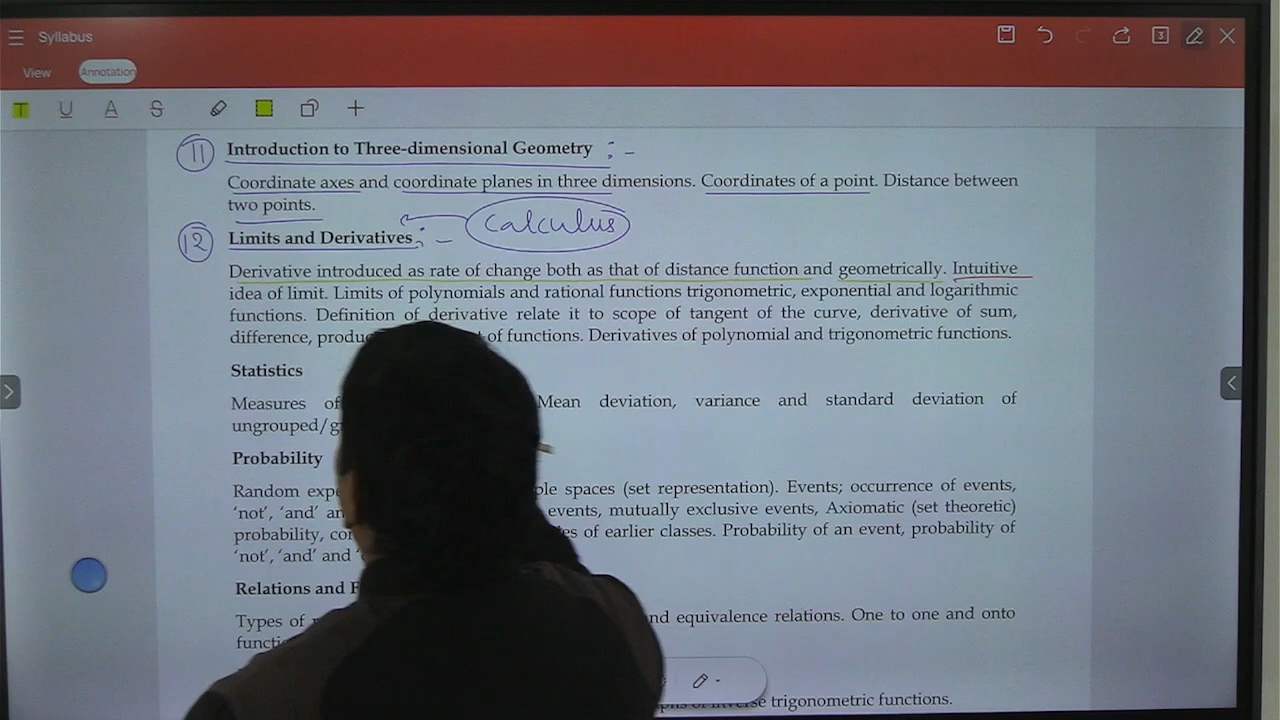 Syllabus
View Annotation
T U A S
11 Introduction to Three-dimensional Geometry : -
Coordinate axes and coordinate planes in three dimensions. Coordinates of a point. Distance between
two points.
calculus
12 Limits and Derivatives : -
Derivative introduced as rate of change both as that of distance function and geometrically. Intuitive
idea of limit. Limits of polynomials and rational functions trigonometric, exponential and logarithmic
functions. Definition of derivative relate it to scope of tangent of the curve, derivative of sum,
difference, of functions. Derivatives of polynomial and trigonometric functions.
Statistics
Measures of Mean deviation, variance and standard deviation of
Probability
Random spaces (set representation). Events; occurrence of events,
'not', 'and' events, mutually exclusive events, Axiomatic (set theoretic)
probability, of earlier classes. Probability of an event, probability of
'not', 'and' and
Relations and
Types of equivalence relations. One to one and onto
trigonometric functions.